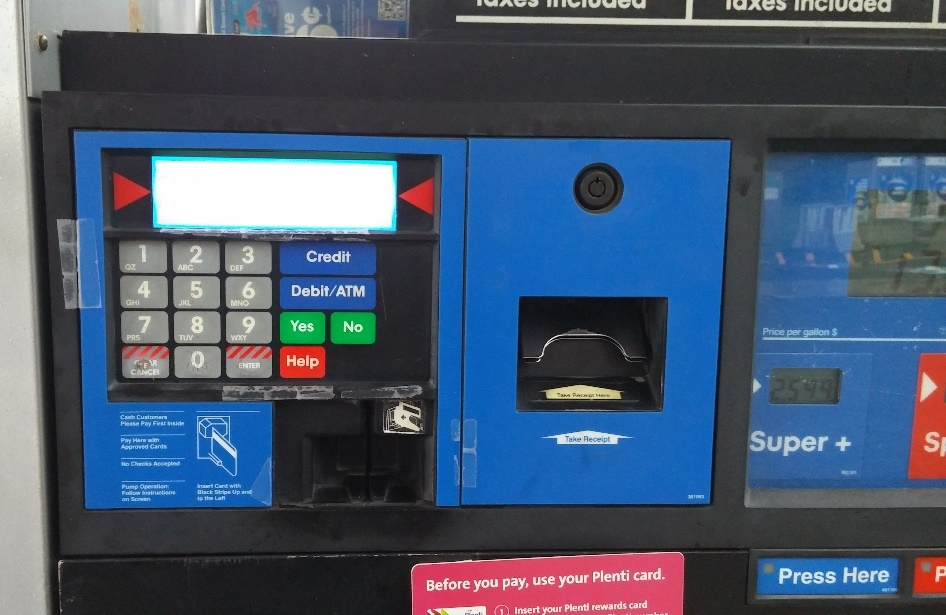 Taxes Included
Taxes Included
1
QZ
2
ABC
3
DEF
Credit
4
GHI
5
JKL
6
MNO
Debit/ATM
7
PRS
8
TUV
9
WXY
Yes
No
CANCEL
0
ENTER
Help
Cash Customers
Please Pay First Inside
Pay Here with
Approved Cards
No Checks Accepted
Pump Operation:
Follow Instructions
on Screen
Insert Card with
Black Stripe Up and
to the Left
Take Receipt Here
Take Receipt
Price per gallon $
Super +
Sp
Press Here
P
Before you pay, use your Plenti card.
1 Insert your Plenti rewards card